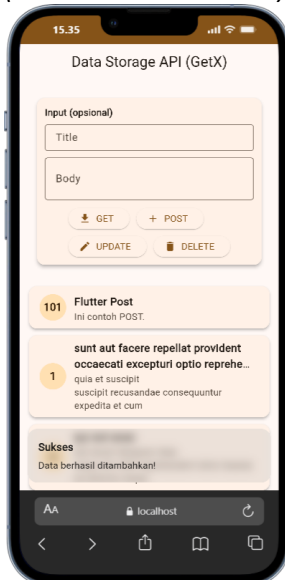 15.35
Data Storage API (GetX)
Input (opsional)
Title
Body
GET
+ POST
UPDATE
DELETE
101
Flutter Post
Ini contoh POST.
1
sunt aut facere repellat provident
occaecati excepturi optio reprehe...
quia et suscipit
suscipit recusandae consequuntur
expedita et cum
Sukses
Data berhasil ditambahkan!
AA
localhost